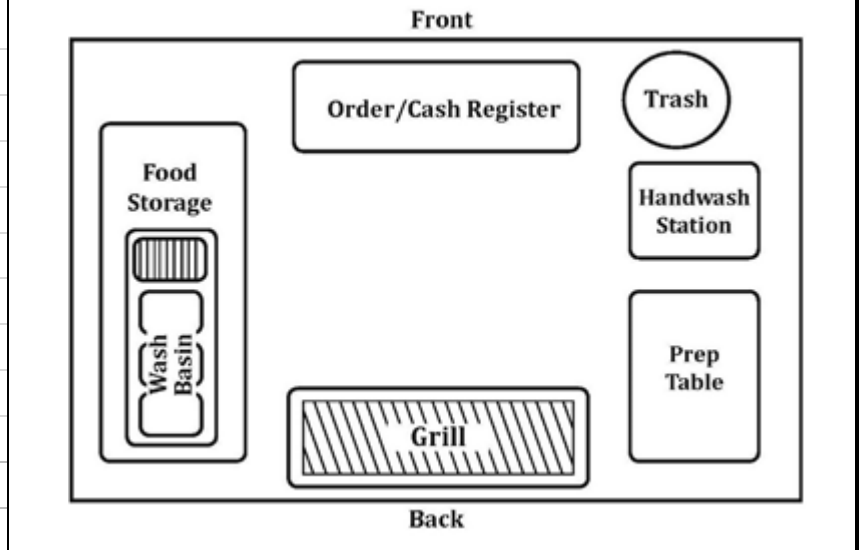 Front
Order/Cash Register
Trash
Food
Storage
Handwash
Station
Wash
Basin
Prep
Table
Grill
Back